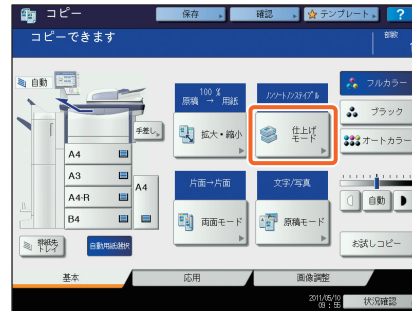 コピー
保存
確認
テンプレート
?
コピーできます
部数
自動
100 %
原稿 → 用紙
ﾉﾝｿｰﾄ/ﾉﾝｽﾃｲﾌﾟﾙ
フルカラー
拡大・縮小
仕上げ
モード
ブラック
手差し
オートカラー
A4
A3
A4-R
B4
A4
片面→片面
文字/写真
自動
両面モード
原稿モード
排紙先
トレイ
自動用紙選択
お試しコピー
基本
応用
画像調整
2011/05/10
09 : 55
状況確認